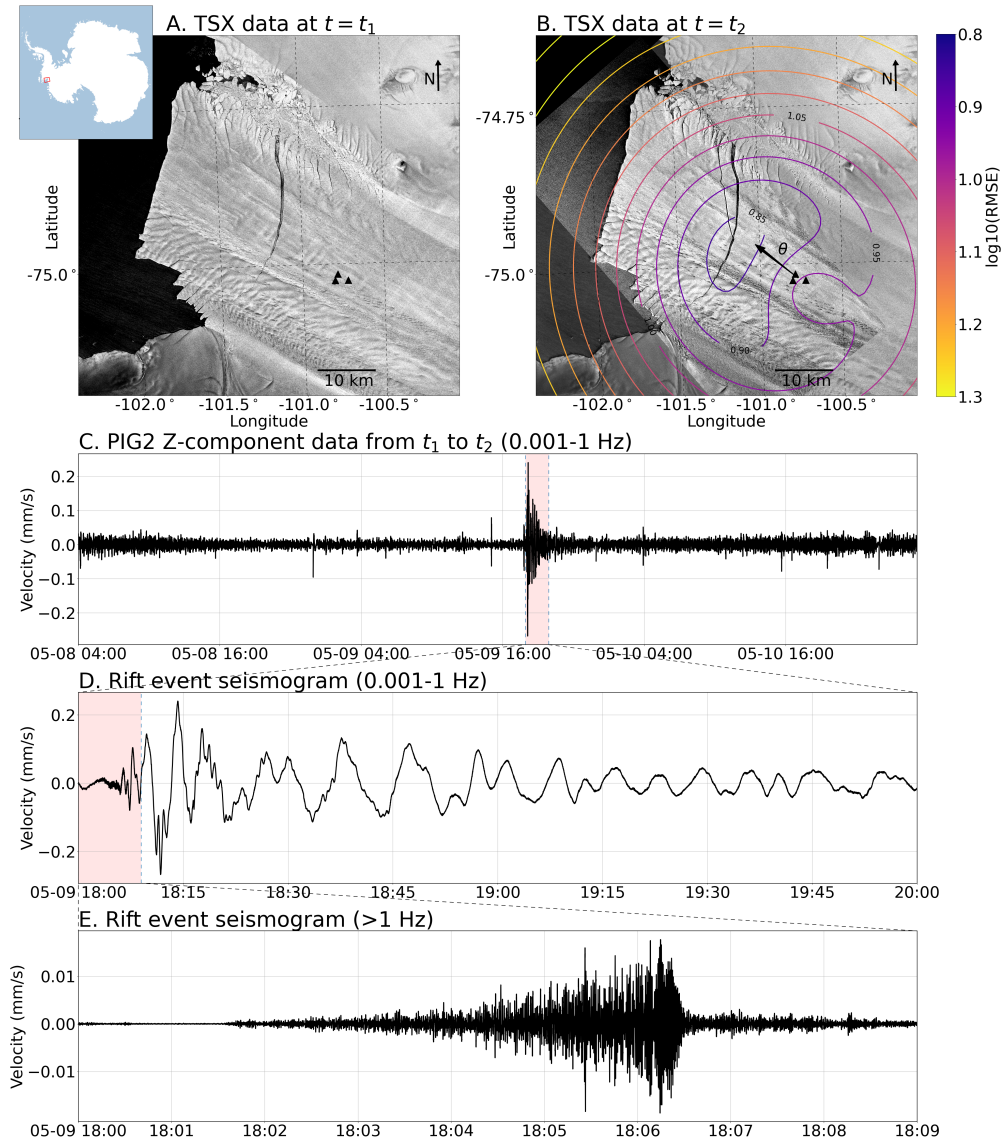 A. TSX data at t = t₁
B. TSX data at t = t₂
N
N
0.8
0.9
1.0
1.1
1.2
1.3
log10(RMSE)
-74.75°
-75.0°
Latitude
-74.75°
-75.0°
Latitude
1.05
0.85
0.95
0.90
θ
10 km
10 km
-102.0° -101.5° -101.0° -100.5°
Longitude
-102.0° -101.5° -101.0° -100.5°
Longitude
C. PIG2 Z-component data from t₁ to t₂ (0.001-1 Hz)
Velocity (mm/s)
0.2
0.1
0.0
−0.1
−0.2
05-08 04:00 05-08 16:00 05-09 04:00 05-09 16:00 05-10 04:00 05-10 16:00
D. Rift event seismogram (0.001-1 Hz)
Velocity (mm/s)
0.2
0.0
−0.2
05-09 18:00 18:15 18:30 18:45 19:00 19:15 19:30 19:45 20:00
E. Rift event seismogram (>1 Hz)
Velocity (mm/s)
0.01
0.00
−0.01
05-09 18:00 18:01 18:02 18:03 18:04 18:05 18:06 18:07 18:08 18:09